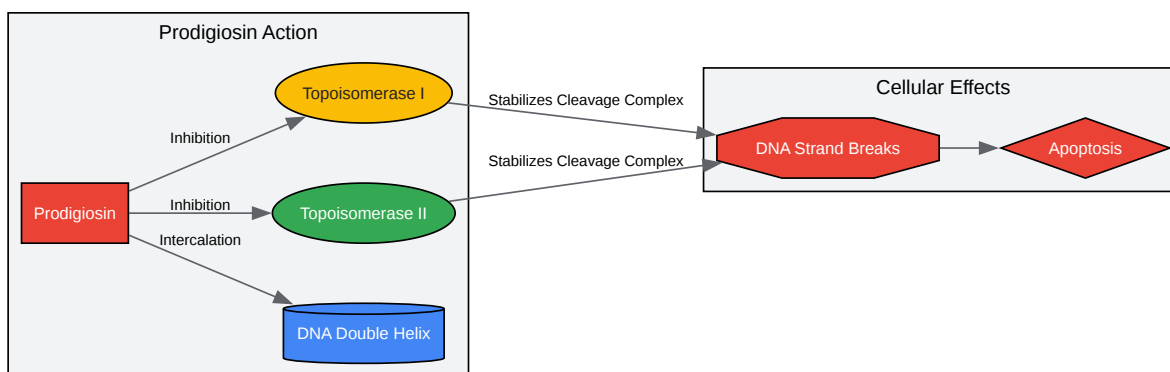 Prodigiosin Action
Topoisomerase I
Stabilizes Cleavage Complex
Cellular Effects
Inhibition
DNA Strand Breaks
Apoptosis
Stabilizes Cleavage Complex
Prodigiosin
Inhibition
Topoisomerase II
Intercalation
DNA Double Helix